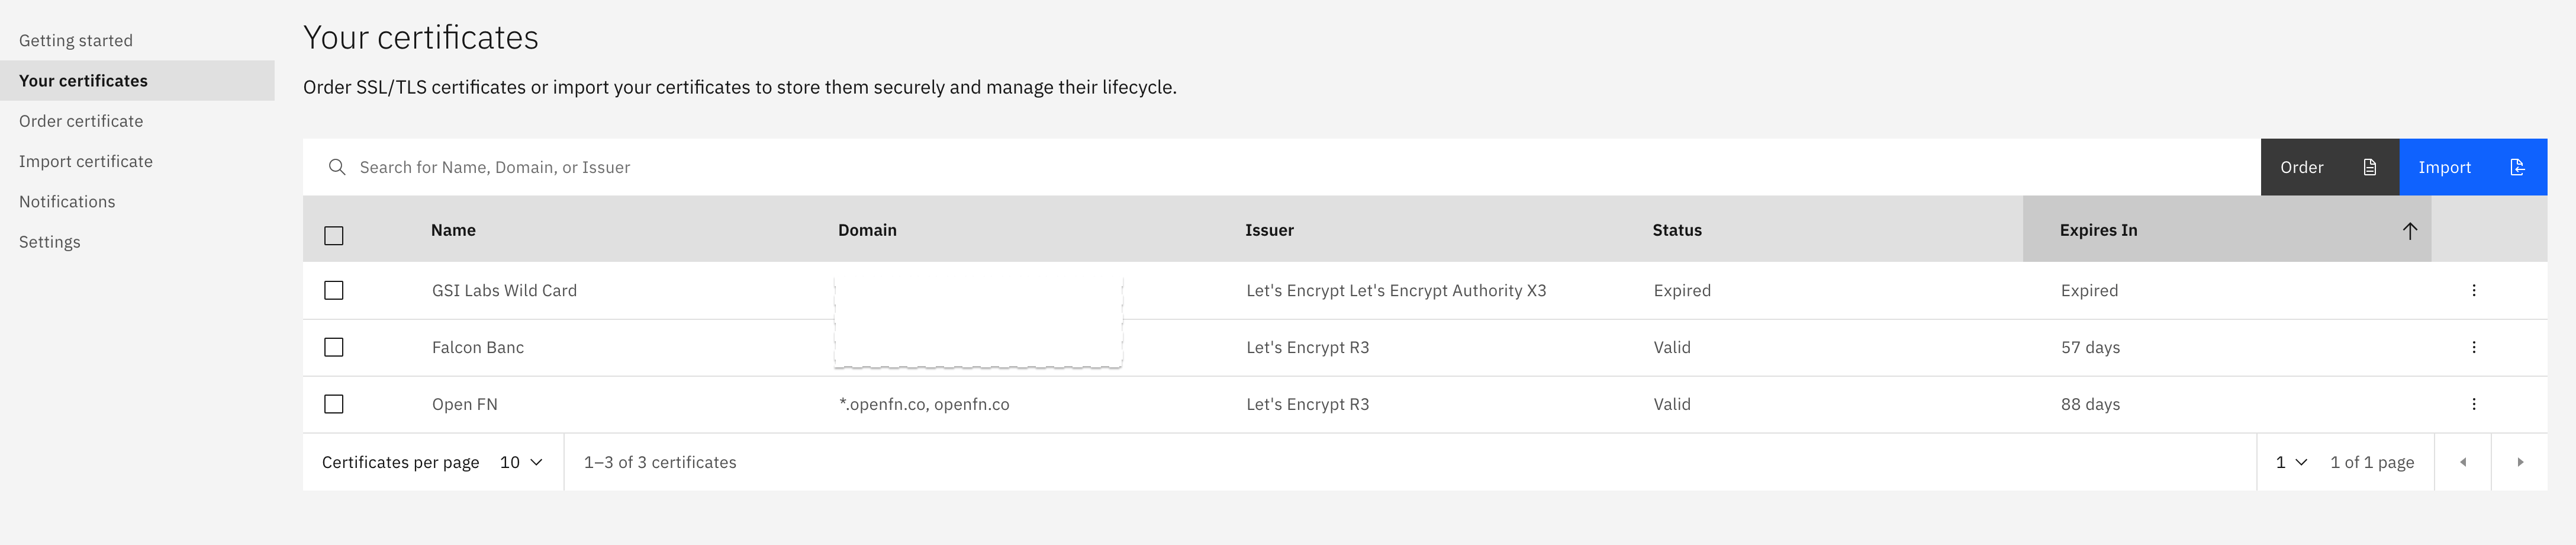 Getting started
Your certificates
Order certificate
Import certificate
Notifications
Settings
Your certificates
Order SSL/TLS certificates or import your certificates to store them securely and manage their lifecycle.
Search for Name, Domain, or Issuer
Order Import
Name Domain Issuer Status Expires In
GSI Labs Wild Card Let's Encrypt Let's Encrypt Authority X3 Expired Expired
Falcon Banc Let's Encrypt R3 Valid 57 days
Open FN *.openfn.co, openfn.co Let's Encrypt R3 Valid 88 days
Certificates per page 10 1–3 of 3 certificates 1 1 of 1 page